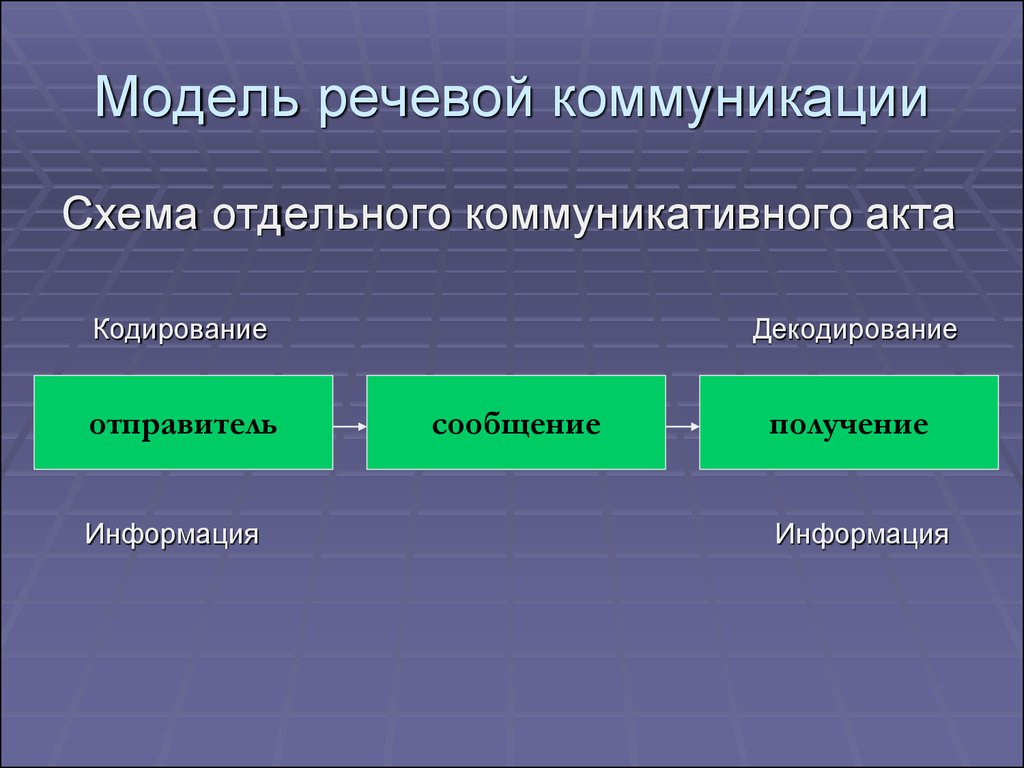 Модель речевой коммуникации
Схема отдельного коммуникативного акта
Кодирование Декодирование
отправитель сообщение получение
Информация Информация